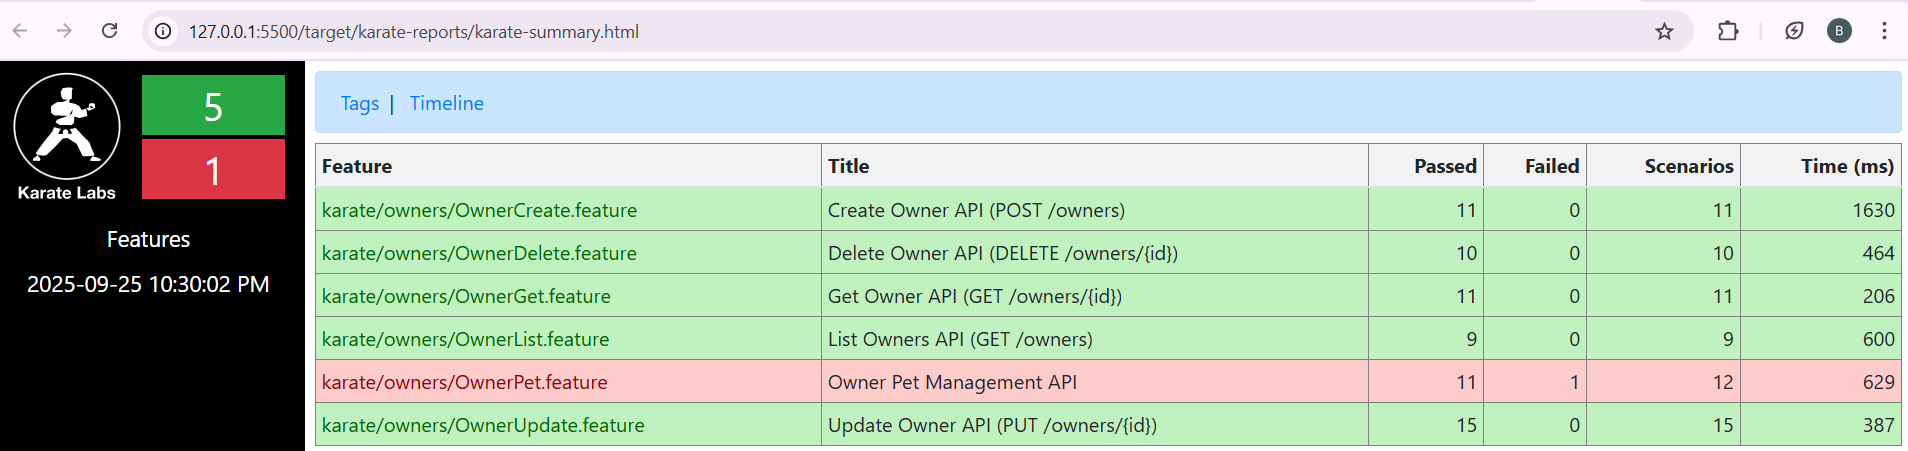 127.0.0.1:5500/target/karate-reports/karate-summary.html
B
5
1
Karate Labs
Features
2025-09-25 10:30:02 PM
Tags | Timeline
Feature Title Passed Failed Scenarios Time (ms)
karate/owners/OwnerCreate.feature Create Owner API (POST /owners) 11 0 11 1630
karate/owners/OwnerDelete.feature Delete Owner API (DELETE /owners/{id}) 10 0 10 464
karate/owners/OwnerGet.feature Get Owner API (GET /owners/{id}) 11 0 11 206
karate/owners/OwnerList.feature List Owners API (GET /owners) 9 0 9 600
karate/owners/OwnerPet.feature Owner Pet Management API 11 1 12 629
karate/owners/OwnerUpdate.feature Update Owner API (PUT /owners/{id}) 15 0 15 387